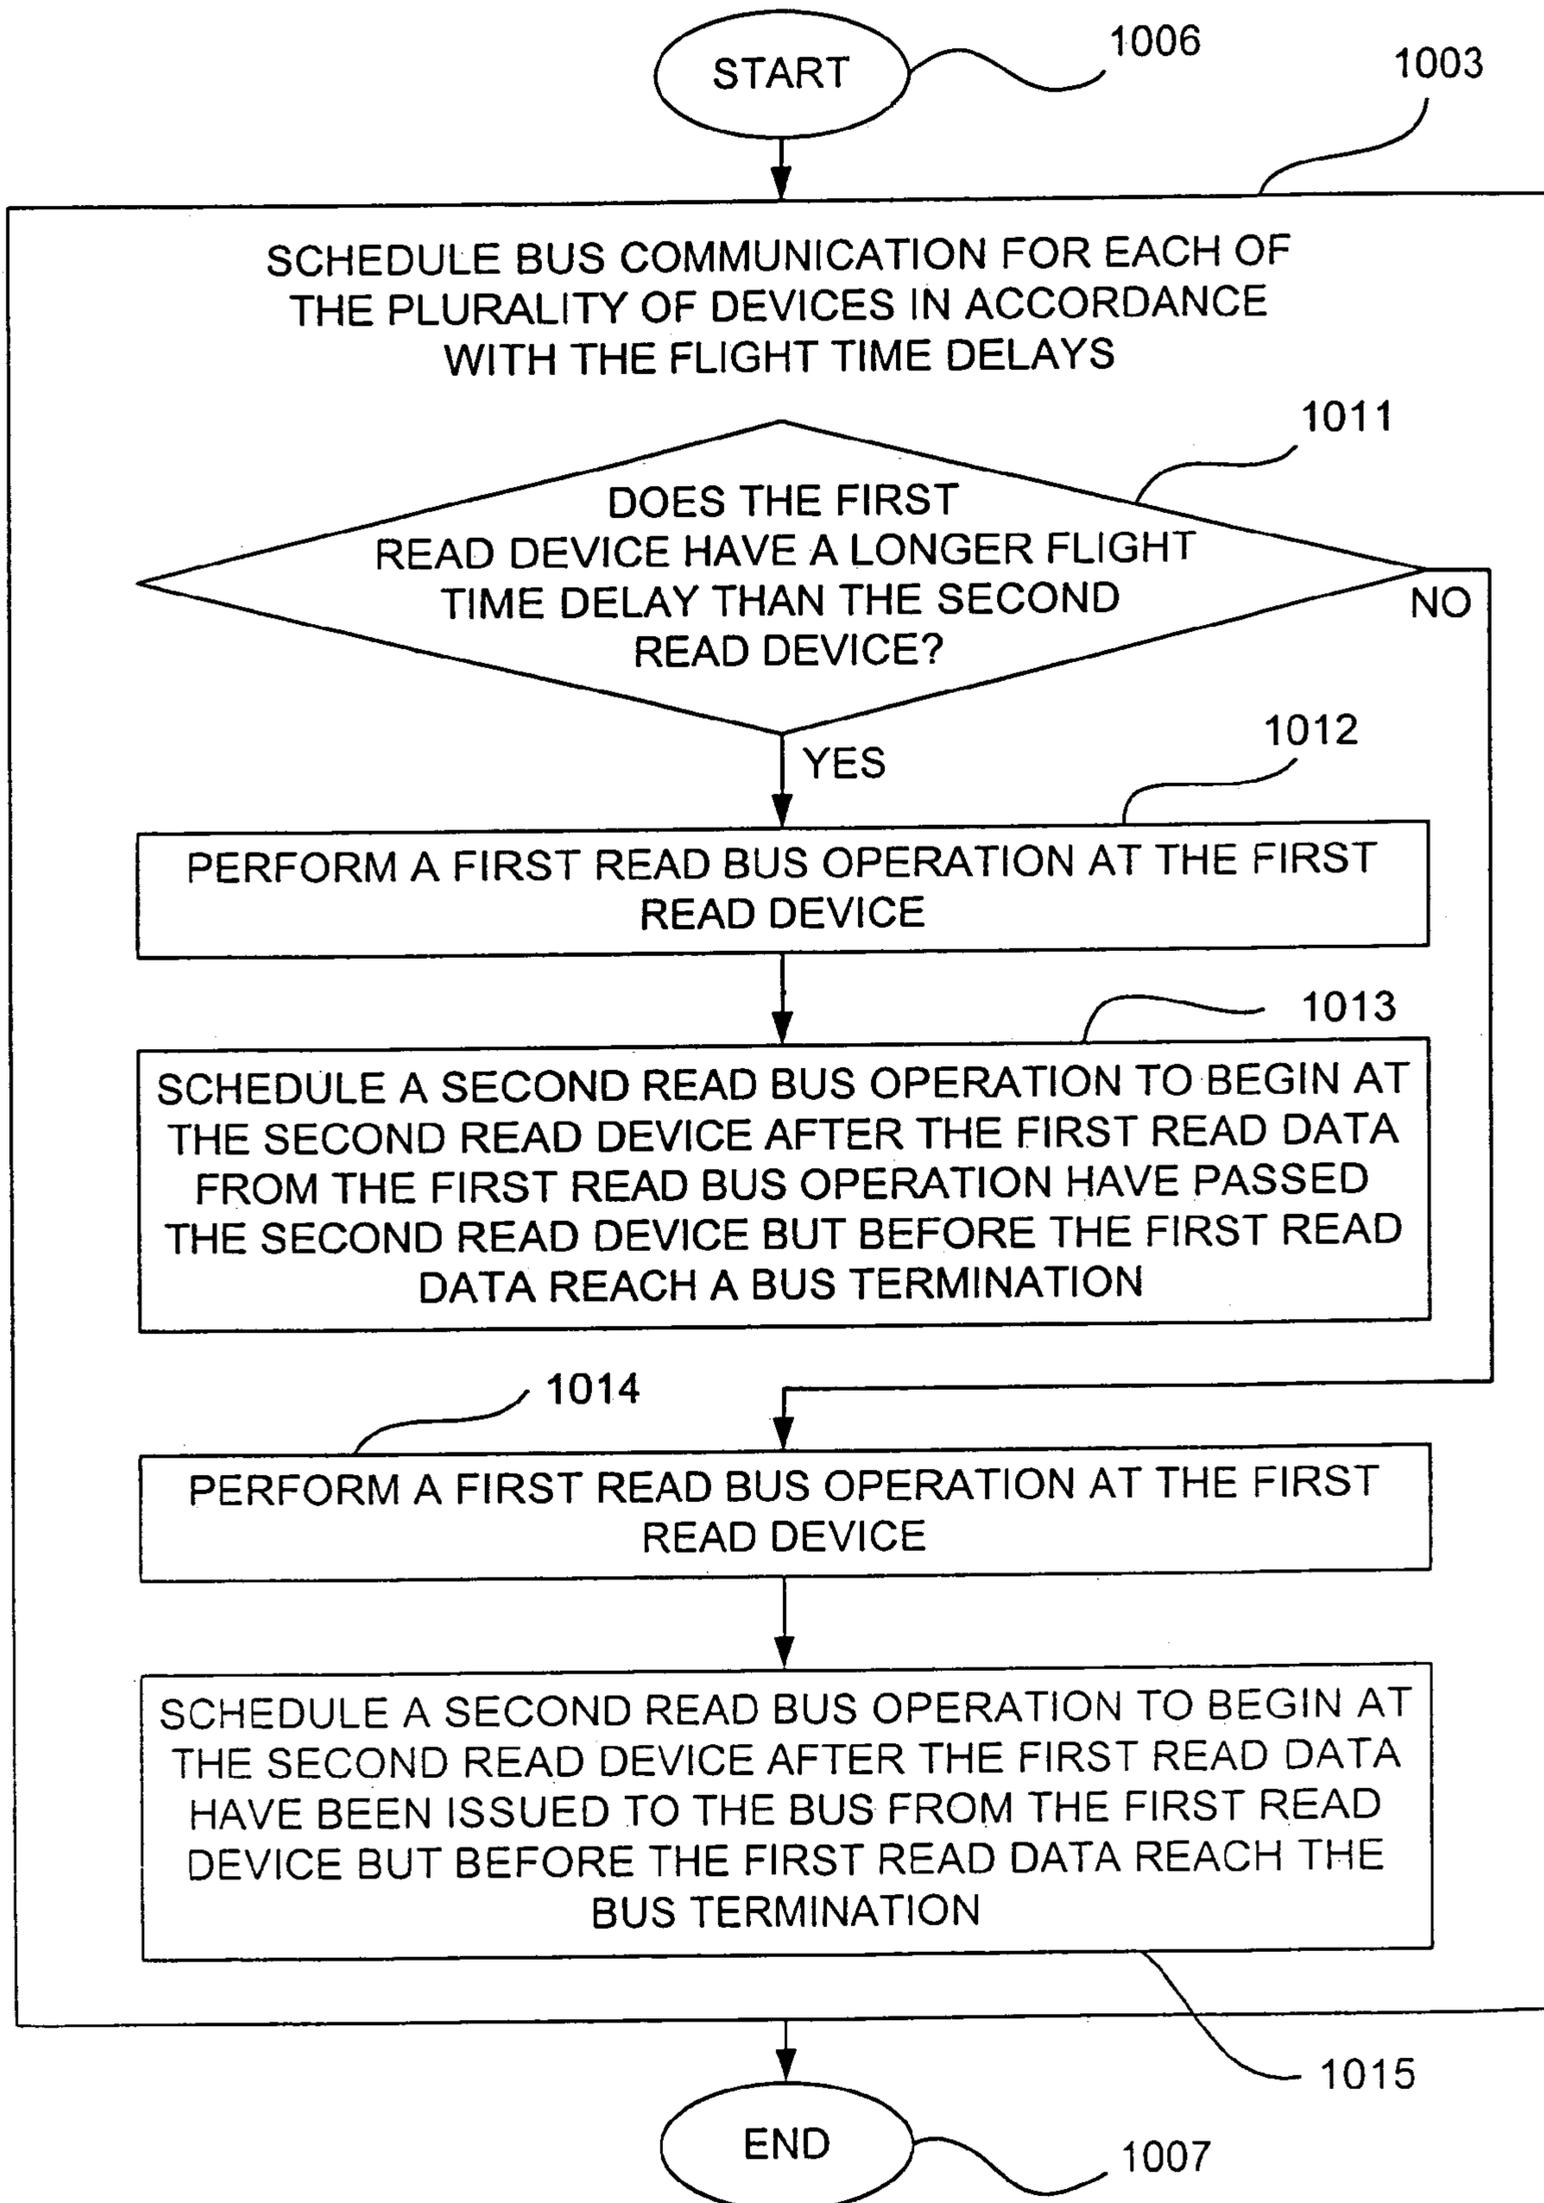 START
1006
1003
SCHEDULE BUS COMMUNICATION FOR EACH OF
THE PLURALITY OF DEVICES IN ACCORDANCE
WITH THE FLIGHT TIME DELAYS
1011
DOES THE FIRST
READ DEVICE HAVE A LONGER FLIGHT
TIME DELAY THAN THE SECOND
READ DEVICE?
NO
YES
1012
PERFORM A FIRST READ BUS OPERATION AT THE FIRST
READ DEVICE
1013
SCHEDULE A SECOND READ BUS OPERATION TO BEGIN AT
THE SECOND READ DEVICE AFTER THE FIRST READ DATA
FROM THE FIRST READ BUS OPERATION HAVE PASSED
THE SECOND READ DEVICE BUT BEFORE THE FIRST READ
DATA REACH A BUS TERMINATION
1014
PERFORM A FIRST READ BUS OPERATION AT THE FIRST
READ DEVICE
SCHEDULE A SECOND READ BUS OPERATION TO BEGIN AT
THE SECOND READ DEVICE AFTER THE FIRST READ DATA
HAVE BEEN ISSUED TO THE BUS FROM THE FIRST READ
DEVICE BUT BEFORE THE FIRST READ DATA REACH THE
BUS TERMINATION
1015
END
1007